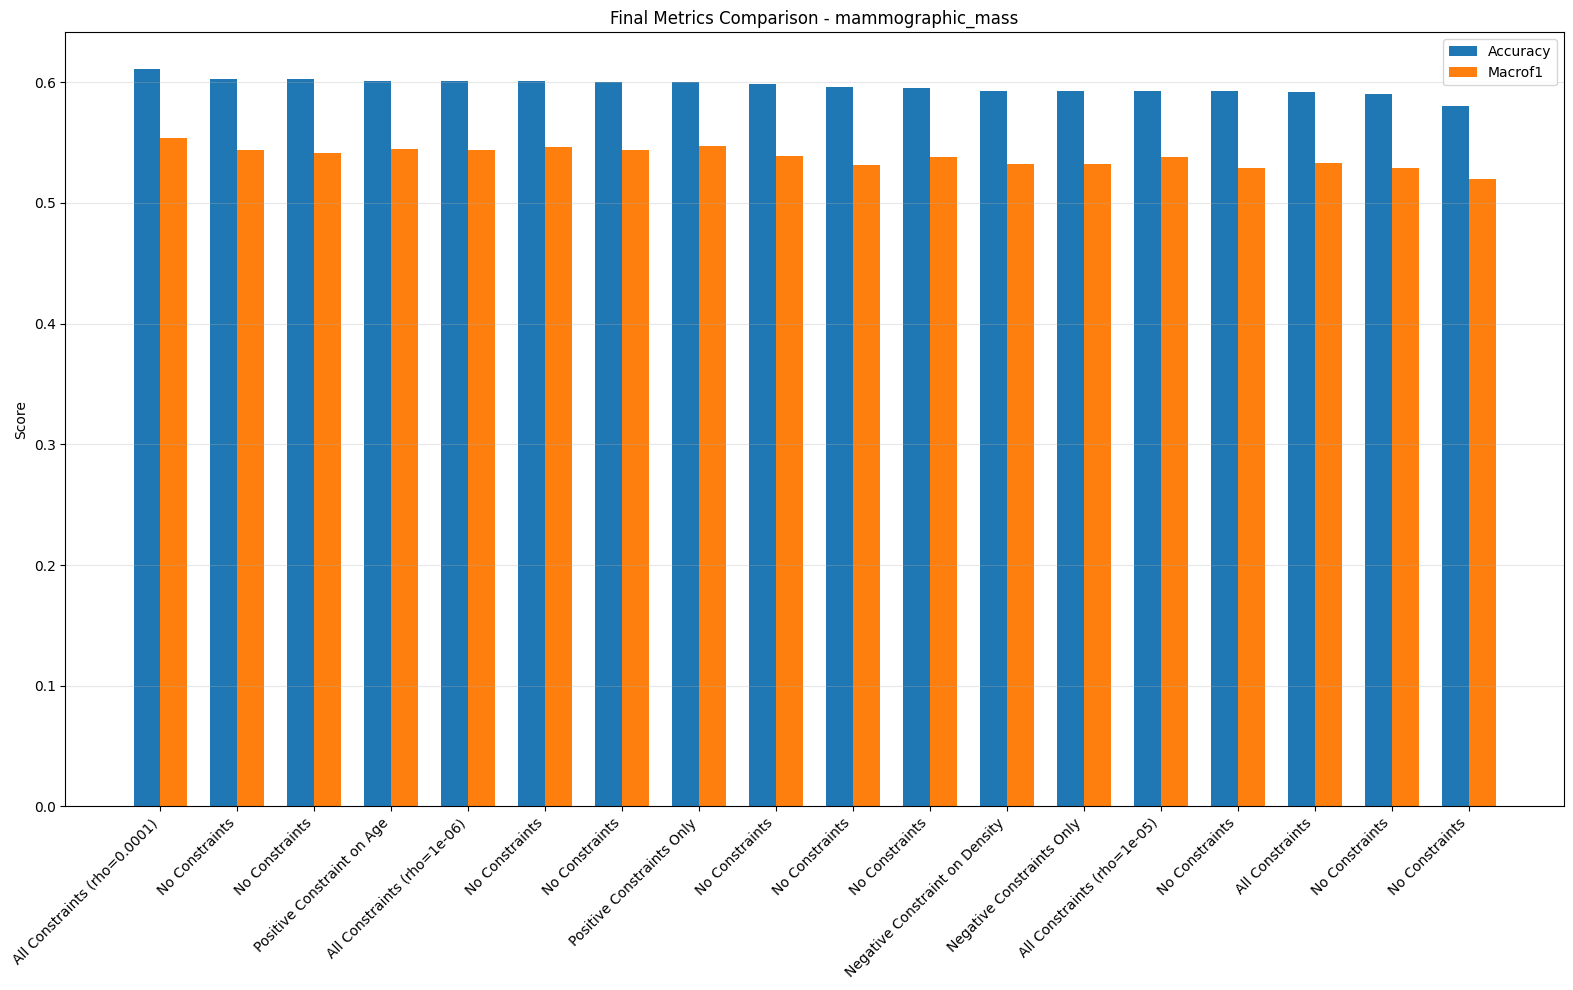 Final Metrics Comparison - mammographic_mass
Accuracy
Macrof1
Score
0.6
0.5
0.4
0.3
0.2
0.1
0.0
All Constraints (rho=0.0001)
No Constraints
No Constraints
Positive Constraint on Age
All Constraints (rho=1e-06)
No Constraints
No Constraints
Positive Constraints Only
No Constraints
No Constraints
No Constraints
Negative Constraint on Density
Negative Constraints Only
All Constraints (rho=1e-05)
No Constraints
All Constraints
No Constraints
No Constraints